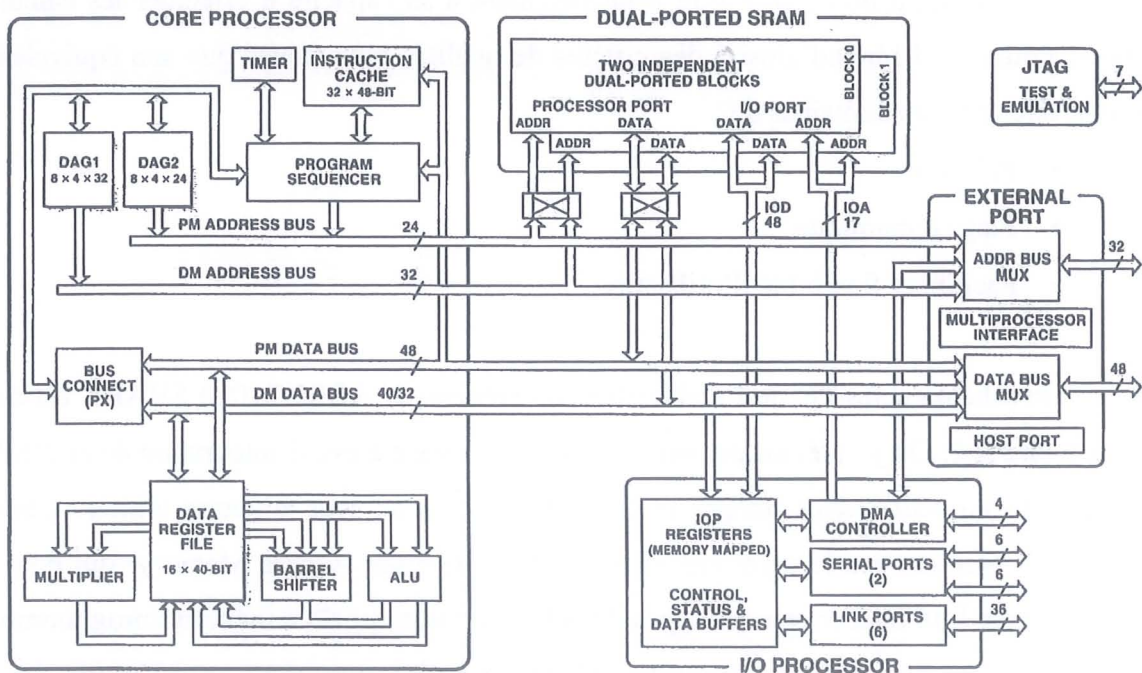 CORE PROCESSOR
TIMER
INSTRUCTION
CACHE
32 × 48-BIT
DAG1
8 × 4 × 32
DAG2
8 × 4 × 24
PROGRAM
SEQUENCER
PM ADDRESS BUS
24
DM ADDRESS BUS
32
BUS
CONNECT
(PX)
PM DATA BUS
48
DM DATA BUS
40/32
DATA
REGISTER
FILE
16 × 40-BIT
MULTIPLIER
BARREL
SHIFTER
ALU
DUAL-PORTED SRAM
TWO INDEPENDENT
DUAL-PORTED BLOCKS
BLOCK 0
BLOCK 1
PROCESSOR PORT
I/O PORT
ADDR
DATA
DATA
ADDR
ADDR
DATA
DATA
ADDR
IOD
48
IOA
17
JTAG
TEST &
EMULATION
7
EXTERNAL
PORT
ADDR BUS
MUX
32
MULTIPROCESSOR
INTERFACE
DATA BUS
MUX
48
HOST PORT
IOP
REGISTERS
(MEMORY MAPPED)
CONTROL,
STATUS &
DATA BUFFERS
DMA
CONTROLLER
4
SERIAL PORTS
(2)
6
6
LINK PORTS
(6)
36
I/O PROCESSOR